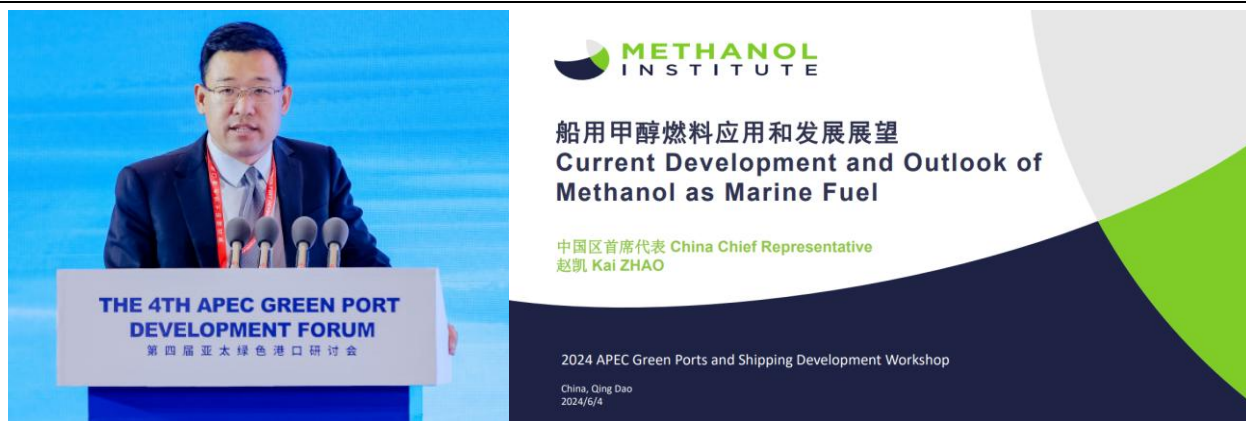 THE 4TH APEC GREEN PORT
DEVELOPMENT FORUM
第四届亚太绿色港口研讨会
METHANOL
INSTITUTE
船用甲醇燃料应用和发展展望
Current Development and Outlook of
Methanol as Marine Fuel
中国区首席代表 China Chief Representative
赵凯 Kai ZHAO
2024 APEC Green Ports and Shipping Development Workshop
China, Qing Dao
2024/6/4